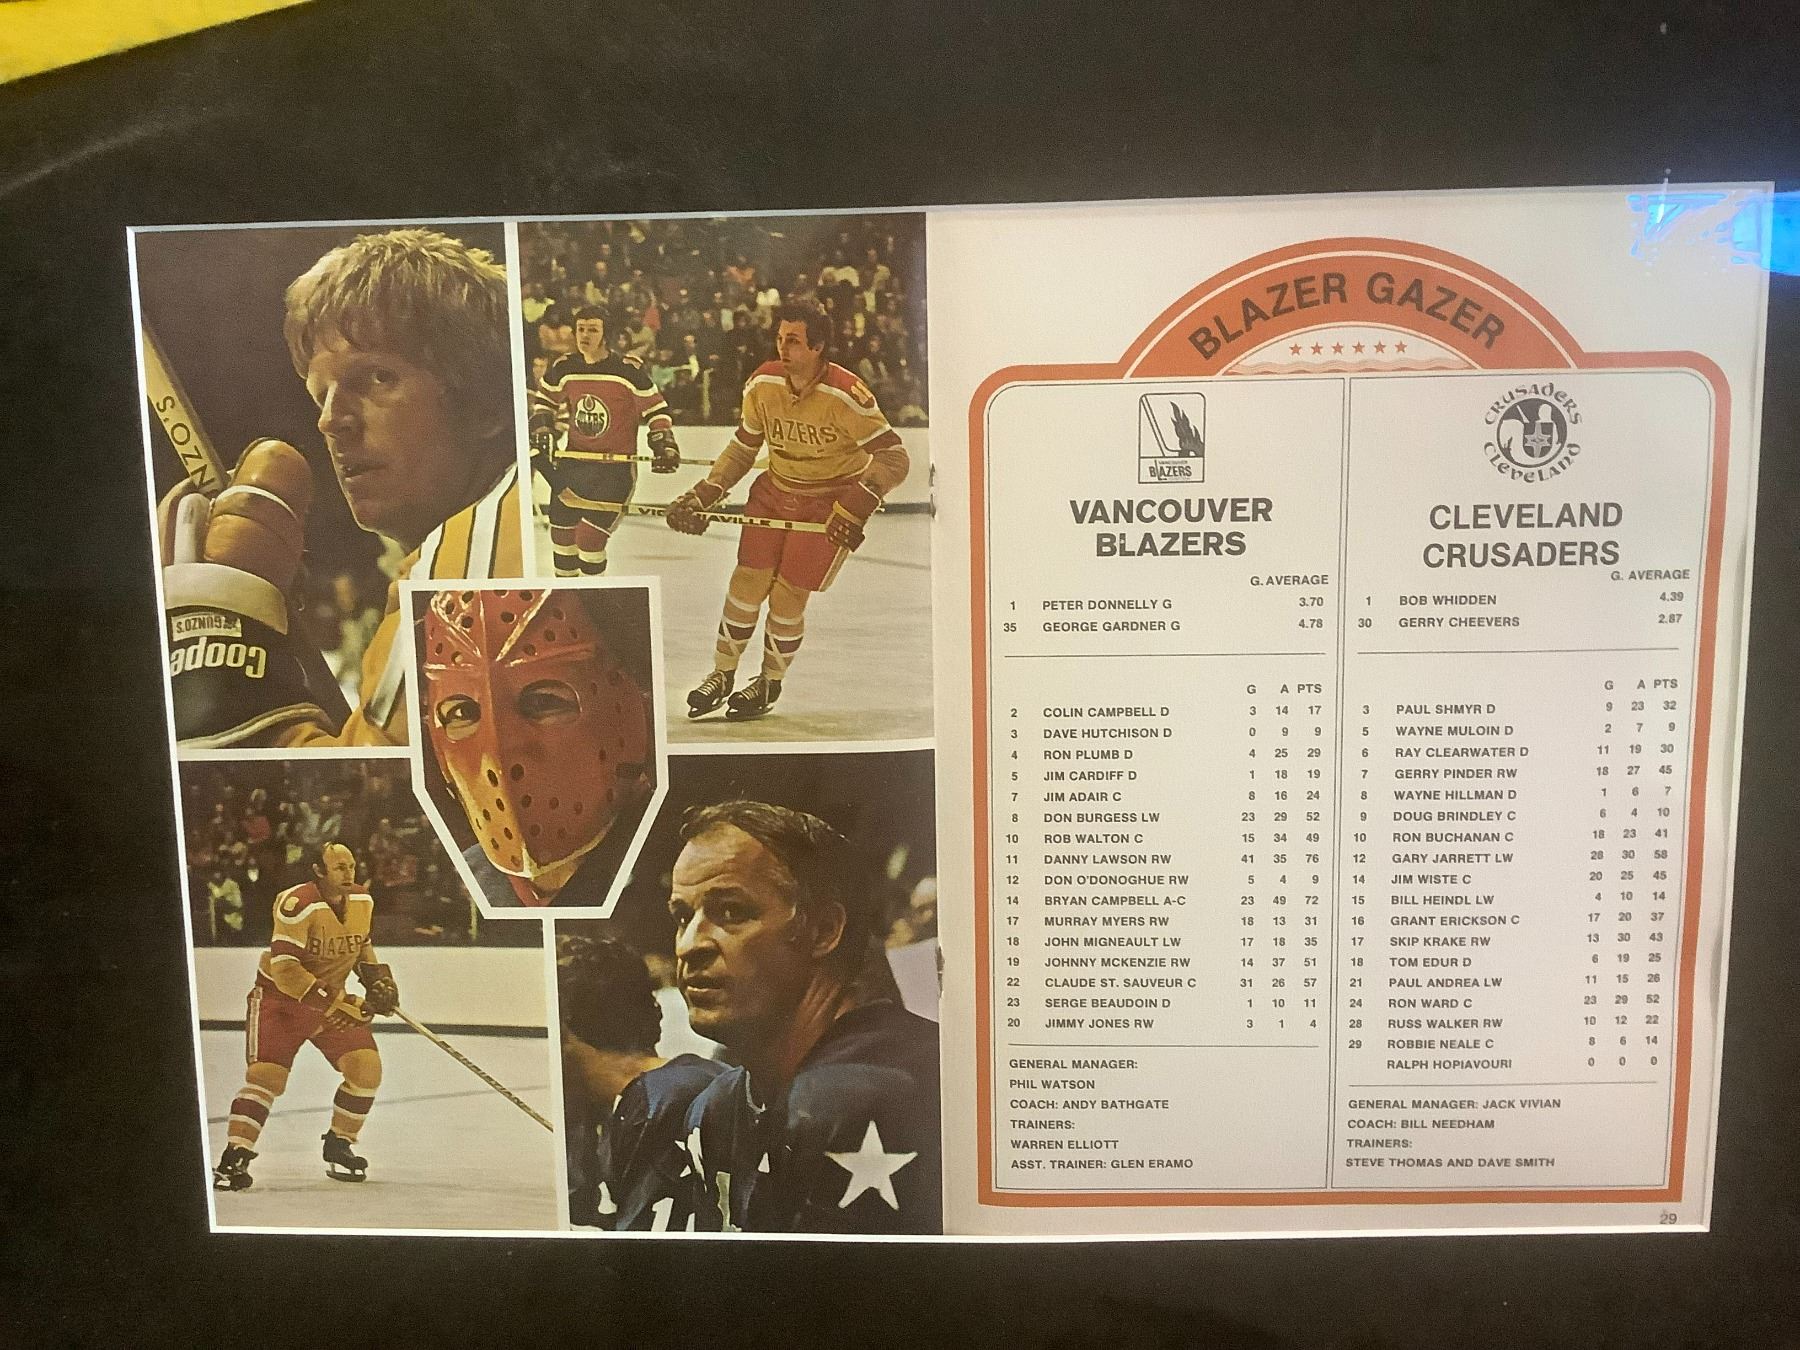 S.OZN
GUNZO'S
Cooper
OILERS
LAZERS
VIC
VILLE
BLAZER
1
BLAZER GAZER
VANCOUVER
BLAZERS
VANCOUVER
BLAZERS
G. AVERAGE
1 PETER DONNELLY G 3.70
35 GEORGE GARDNER G 4.78
G A PTS
2 COLIN CAMPBELL D 3 14 17
3 DAVE HUTCHISON D 0 9 9
4 RON PLUMB D 4 25 29
5 JIM CARDIFF D 1 18 19
7 JIM ADAIR C 8 16 24
8 DON BURGESS LW 23 29 52
10 ROB WALTON C 15 34 49
11 DANNY LAWSON RW 41 35 76
12 DON O'DONOGHUE RW 5 4 9
14 BRYAN CAMPBELL A-C 23 49 72
17 MURRAY MYERS RW 18 13 31
18 JOHN MIGNEAULT LW 17 18 35
19 JOHNNY MCKENZIE RW 14 37 51
22 CLAUDE ST. SAUVEUR C 31 26 57
23 SERGE BEAUDOIN D 1 10 11
20 JIMMY JONES RW 3 1 4
GENERAL MANAGER:
PHIL WATSON
COACH: ANDY BATHGATE
TRAINERS:
WARREN ELLIOTT
ASST. TRAINER: GLEN ERAMO
CRUSADERS
CLEVELAND
CLEVELAND
CRUSADERS
G. AVERAGE
1 BOB WHIDDEN 4.39
30 GERRY CHEEVERS 2.87
G A PTS
3 PAUL SHMYR D 9 23 32
5 WAYNE MULOIN D 2 7 9
6 RAY CLEARWATER D 11 19 30
7 GERRY PINDER RW 18 27 45
8 WAYNE HILLMAN D 1 6 7
9 DOUG BRINDLEY C 6 4 10
10 RON BUCHANAN C 18 23 41
12 GARY JARRETT LW 28 30 58
14 JIM WISTE C 20 25 45
15 BILL HEINDL LW 4 10 14
16 GRANT ERICKSON C 17 20 37
17 SKIP KRAKE RW 13 30 43
18 TOM EDUR D 6 19 25
21 PAUL ANDREA LW 11 15 26
24 RON WARD C 23 29 52
28 RUSS WALKER RW 10 12 22
29 ROBBIE NEALE C 8 6 14
RALPH HOPIAVOURI 0 0 0
GENERAL MANAGER: JACK VIVIAN
COACH: BILL NEEDHAM
TRAINERS:
STEVE THOMAS AND DAVE SMITH
29